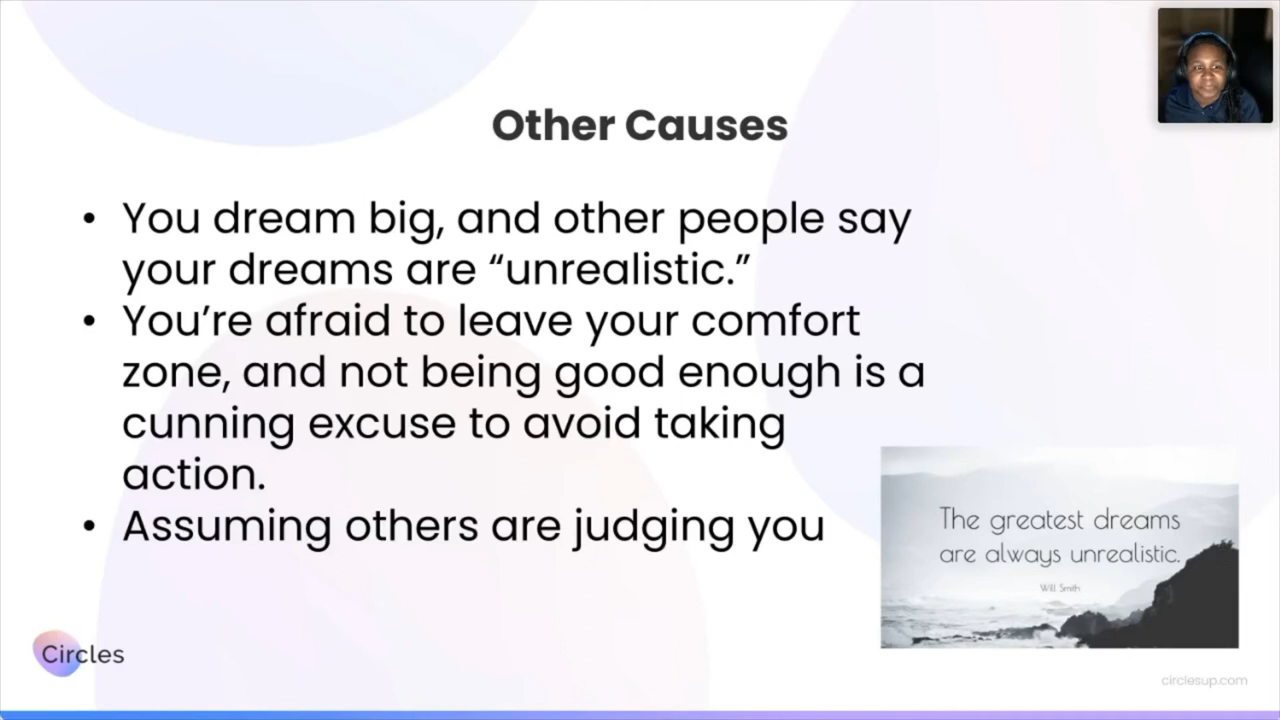 Other Causes
• You dream big, and other people say
your dreams are “unrealistic.”
• You’re afraid to leave your comfort
zone, and not being good enough is a
cunning excuse to avoid taking
action.
• Assuming others are judging you
The greatest dreams
are always unrealistic.
Will Smith
Circles
circlesup.com